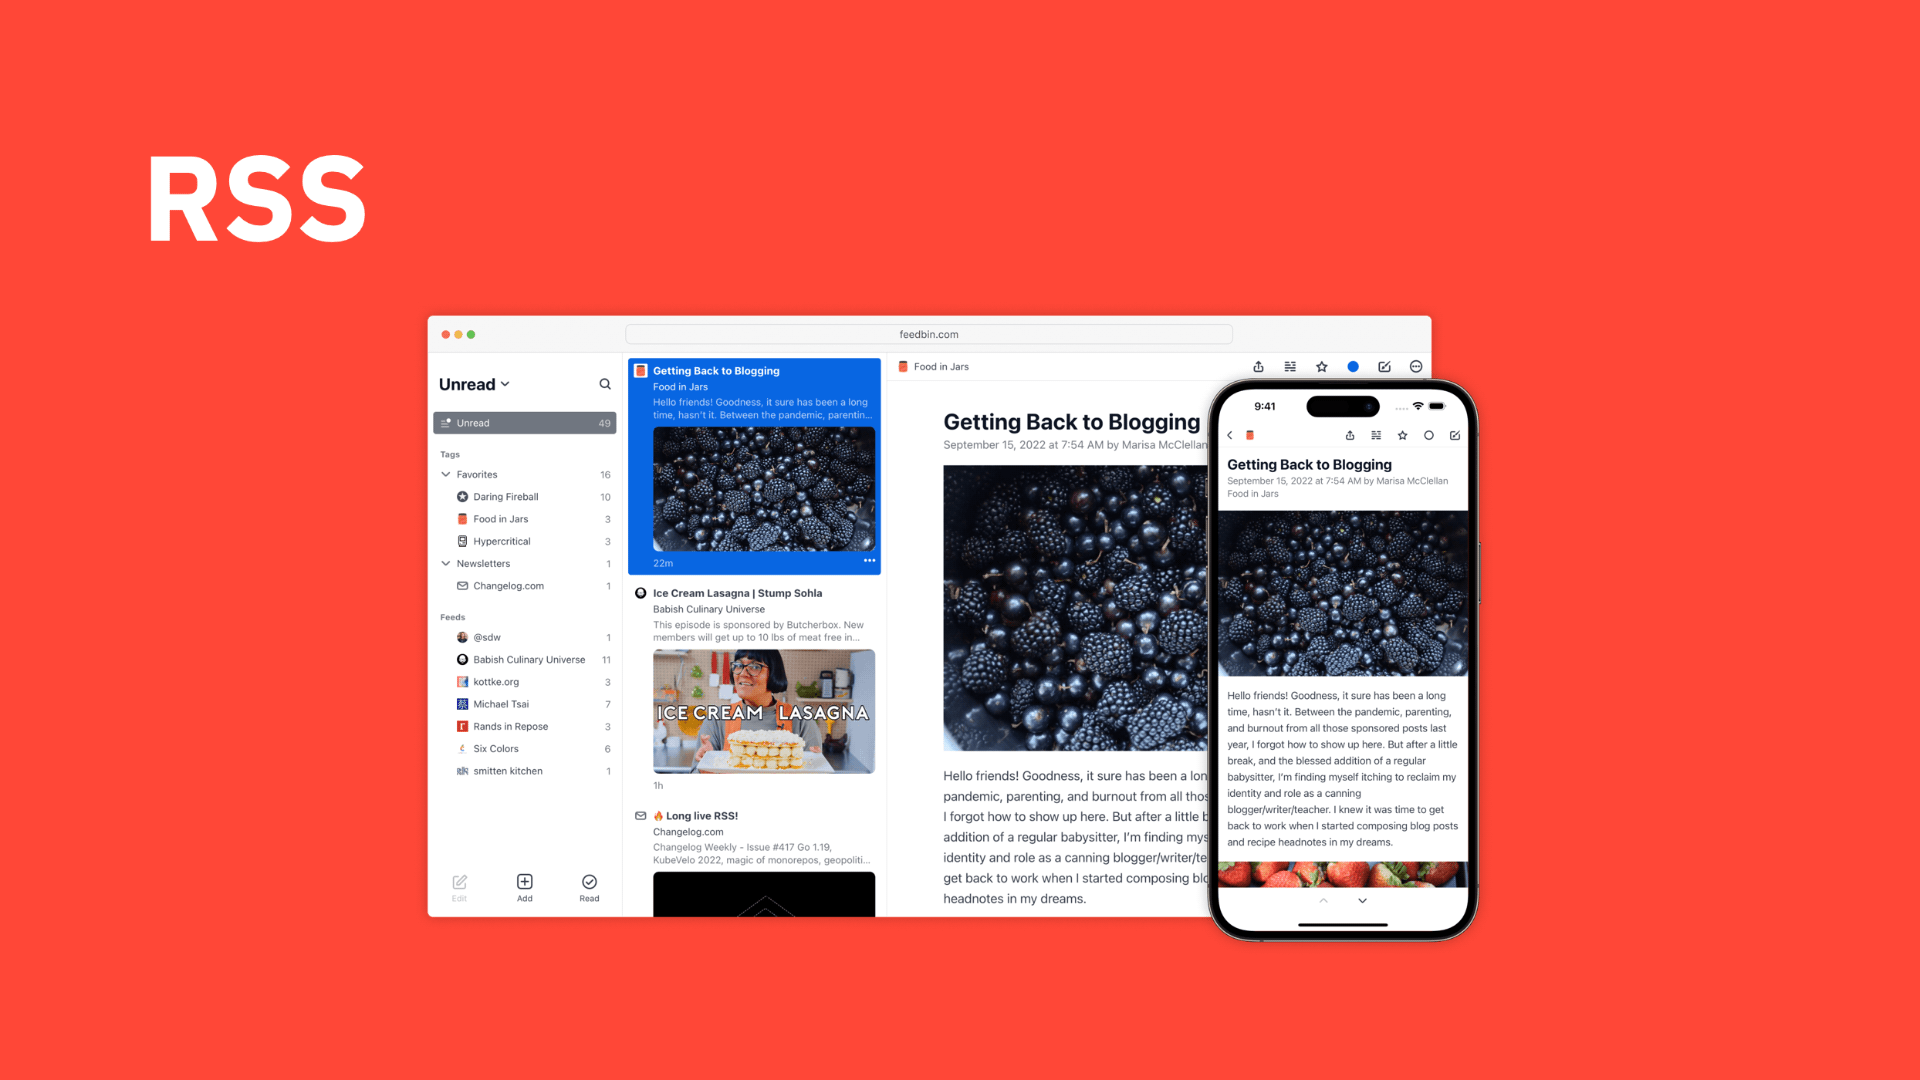 RSS
feedbin.com
Unread
Unread 49
Tags
Favorites 16
Daring Fireball 10
Food in Jars 3
Hypercritical 3
Newsletters 1
Changelog.com 1
Feeds
@sdw 1
Babish Culinary Universe 11
kottke.org 3
Michael Tsai 7
Rands in Repose 3
Six Colors 6
smitten kitchen 1
Edit
Add
Read
Getting Back to Blogging
Food in Jars
Hello friends! Goodness, it sure has been a long
time, hasn't it. Between the pandemic, parentin...
22m
Ice Cream Lasagna | Stump Sohla
Babish Culinary Universe
This episode is sponsored by Butcherbox. New
members will get up to 10 lbs of meat free in...
ICE CREAM LASAGNA
1h
🔥 Long live RSS!
Changelog.com
Changelog Weekly - Issue #417 Go 1.19,
KubeVelo 2022, magic of monorepos, geopoliti...
Food in Jars
Getting Back to Blogging
September 15, 2022 at 7:54 AM by Marisa McClellan
Hello friends! Goodness, it sure has been a lon
pandemic, parenting, and burnout from all thos
I forgot how to show up here. But after a little b
addition of a regular babysitter, I'm finding mys
identity and role as a canning blogger/writer/te
get back to work when I started composing blo
headnotes in my dreams.
9:41
Getting Back to Blogging
September 15, 2022 at 7:54 AM by Marisa McClellan
Food in Jars
Hello friends! Goodness, it sure has been a long
time, hasn't it. Between the pandemic, parenting,
and burnout from all those sponsored posts last
year, I forgot how to show up here. But after a little
break, and the blessed addition of a regular
babysitter, I'm finding myself itching to reclaim my
identity and role as a canning
blogger/writer/teacher. I knew it was time to get
back to work when I started composing blog posts
and recipe headnotes in my dreams.